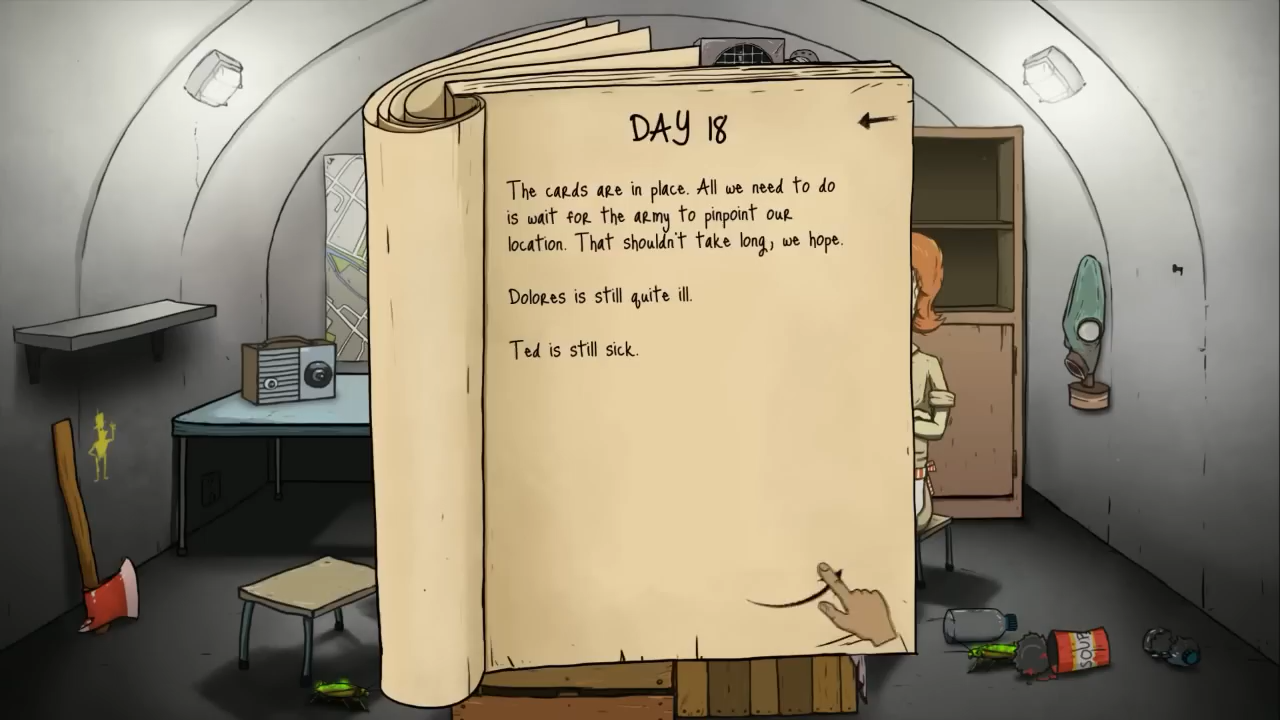 DAY 18
The cards are in place. All we need to do
is wait for the army to pinpoint our
location. That shouldn't take long, we hope.
Dolores is still quite ill.
Ted is still sick.
SOUP